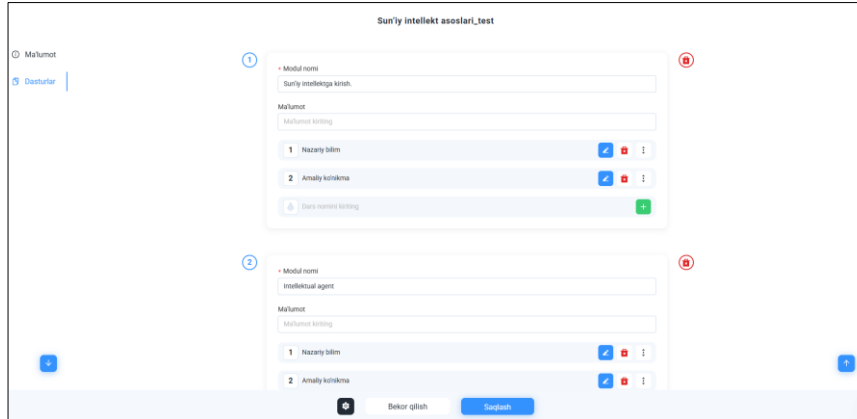 Sun'iy intellekt asoslari_test
Ma'lumot
Dasturlar
1
* Modul nomi
Sun'iy intellektga kirish.
Ma'lumot
Ma'lumot kiriting
1 Nazariy bilim
2 Amaliy ko'nikma
Dars nomini kiriting
2
* Modul nomi
Intellektual agent
Ma'lumot
Ma'lumot kiriting
1 Nazariy bilim
2 Amaliy ko'nikma
Bekor qilish
Saqlash